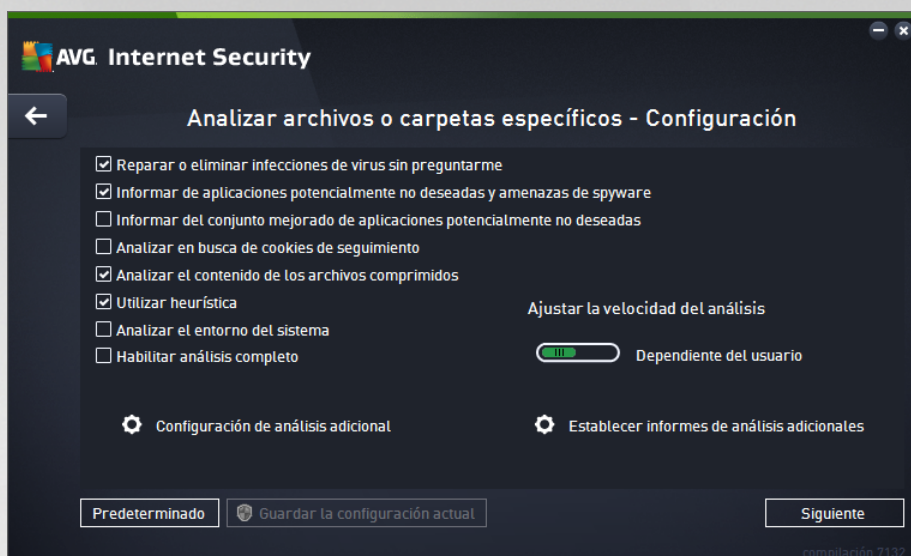 AVG. Internet Security
Analizar archivos o carpetas específicos - Configuración
Reparar o eliminar infecciones de virus sin preguntarme
Informar de aplicaciones potencialmente no deseadas y amenazas de spyware
Informar del conjunto mejorado de aplicaciones potencialmente no deseadas
Analizar en busca de cookies de seguimiento
Analizar el contenido de los archivos comprimidos
Utilizar heurística
Analizar el entorno del sistema
Habilitar análisis completo
Ajustar la velocidad del análisis
Dependiente del usuario
Configuración de análisis adicional
Establecer informes de análisis adicionales
Predeterminado
Guardar la configuración actual
Siguiente
compilación 7132